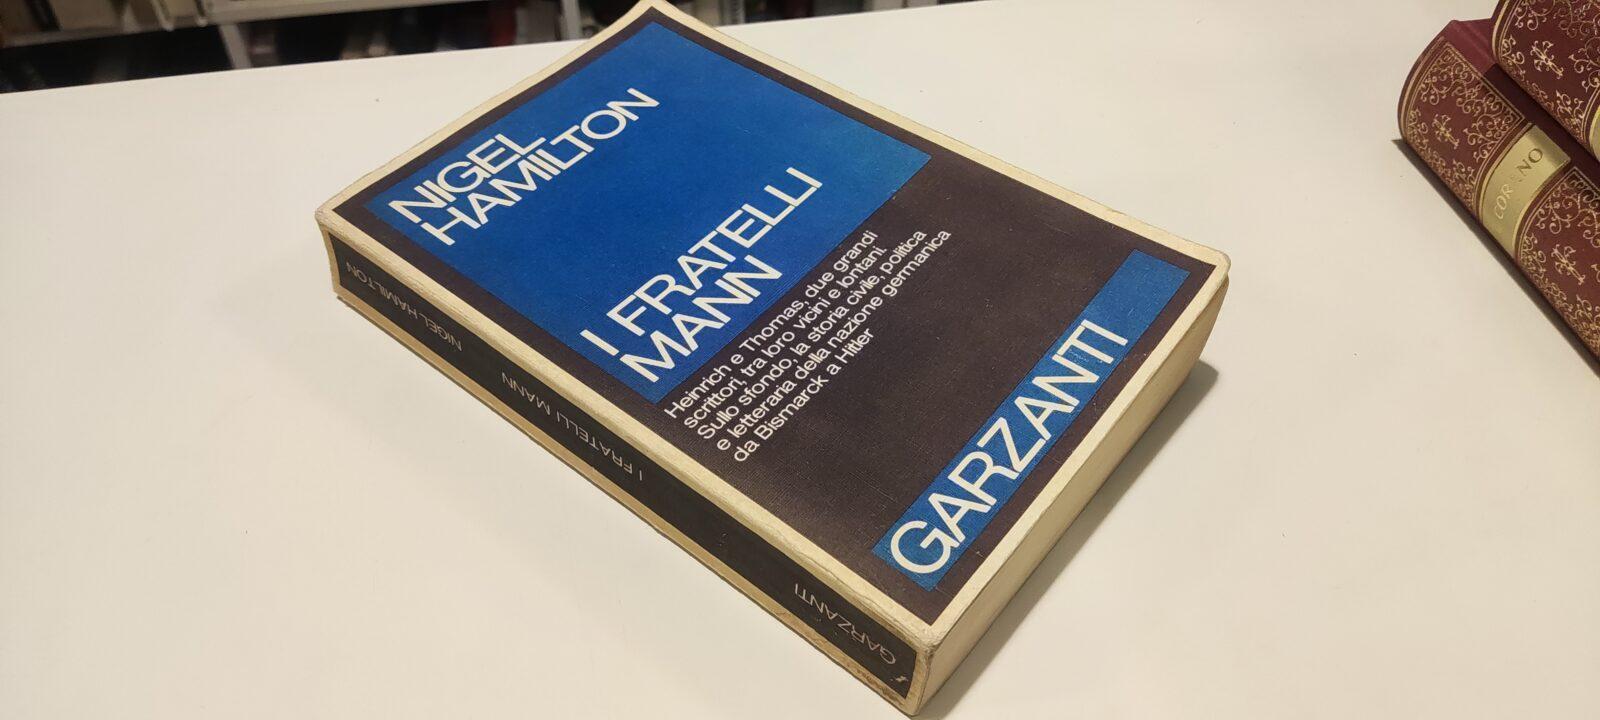 NIGEL
HAMILTON
I FRATELLI
MANN
Heinrich e Thomas, due grandi
scrittori, tra loro vicini e lontani.
Sullo sfondo, la storia civile, politica
e letteraria della nazione germanica
da Bismarck a Hitler
GARZANTI
NIGEL HAMILTON
I FRATELLI MANN
GARZANTI